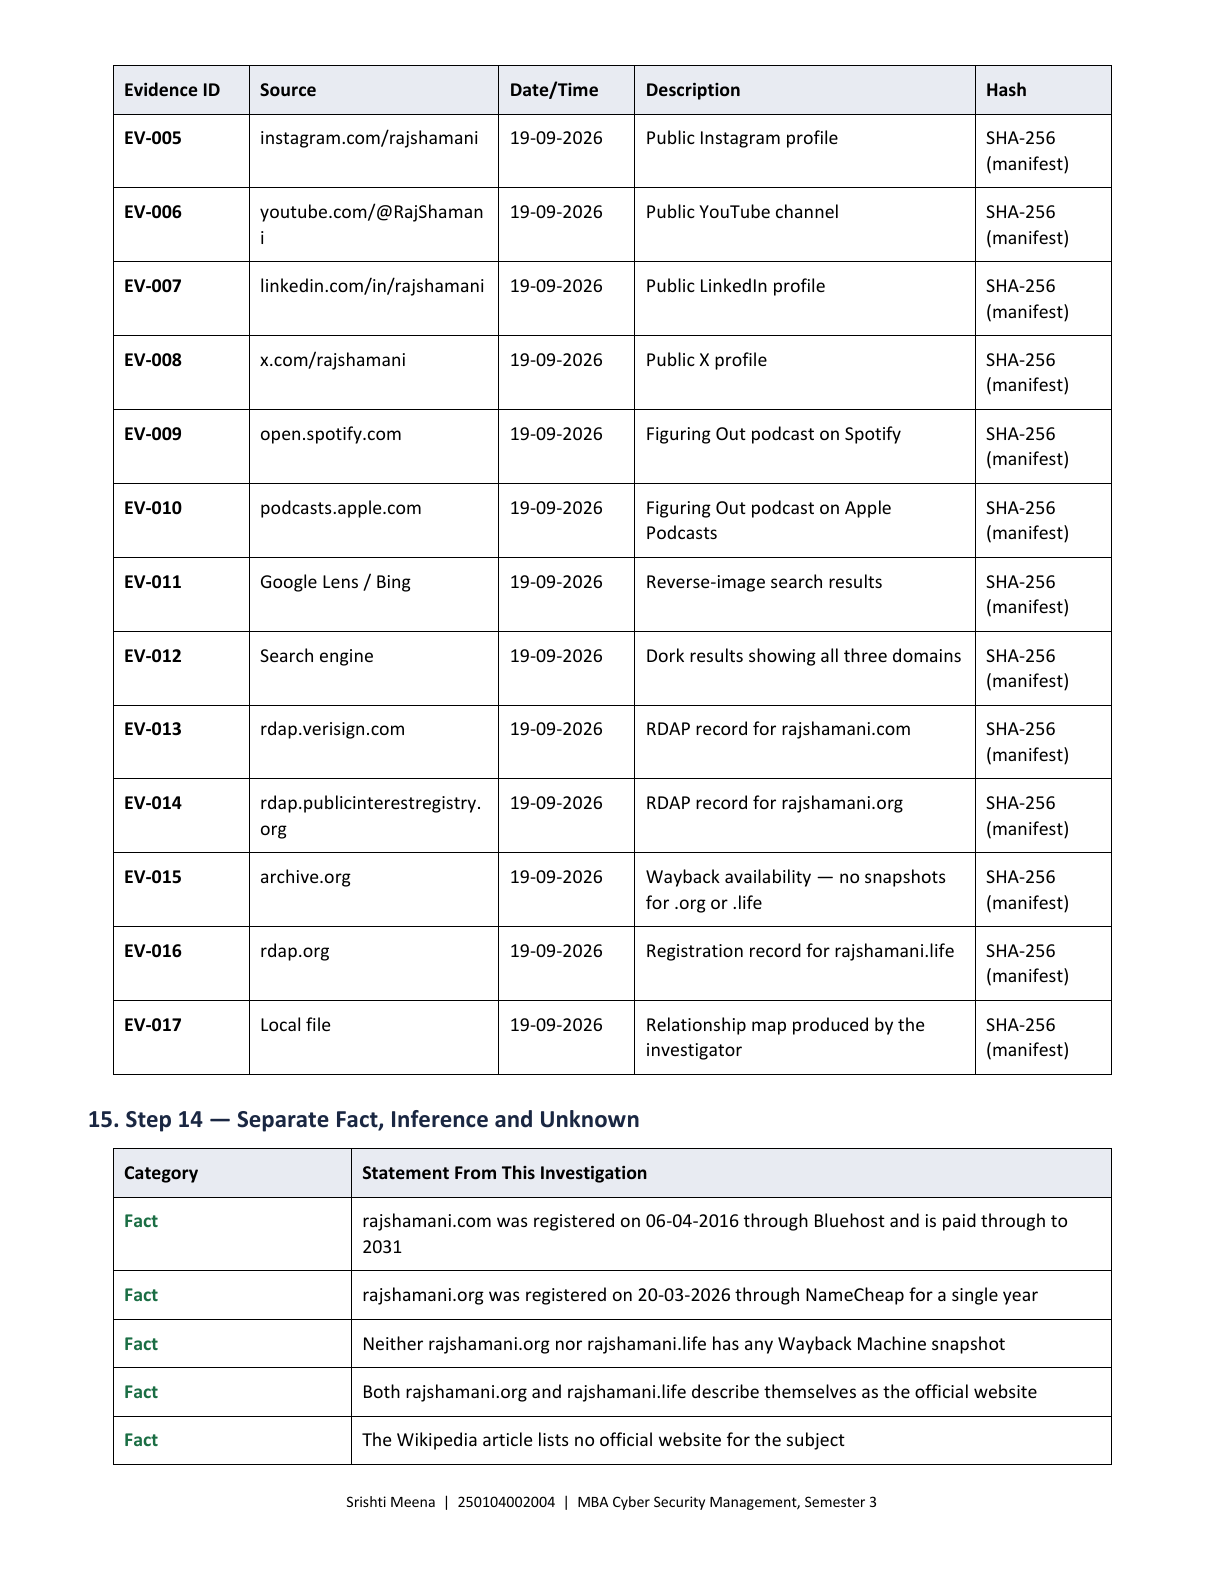 Evidence ID Source Date/Time Description Hash
EV-005 instagram.com/rajshamani 19-09-2026 Public Instagram profile SHA-256
(manifest)
EV-006 youtube.com/@RajShaman 19-09-2026 Public YouTube channel SHA-256
i (manifest)
EV-007 linkedin.com/in/rajshamani 19-09-2026 Public LinkedIn profile SHA-256
(manifest)
EV-008 x.com/rajshamani 19-09-2026 Public X profile SHA-256
(manifest)
EV-009 open.spotify.com 19-09-2026 Figuring Out podcast on Spotify SHA-256
(manifest)
EV-010 podcasts.apple.com 19-09-2026 Figuring Out podcast on Apple SHA-256
Podcasts (manifest)
EV-011 Google Lens / Bing 19-09-2026 Reverse-image search results SHA-256
(manifest)
EV-012 Search engine 19-09-2026 Dork results showing all three domains SHA-256
(manifest)
EV-013 rdap.verisign.com 19-09-2026 RDAP record for rajshamani.com SHA-256
(manifest)
EV-014 rdap.publicinterestregistry. 19-09-2026 RDAP record for rajshamani.org SHA-256
org (manifest)
EV-015 archive.org 19-09-2026 Wayback availability — no snapshots SHA-256
for .org or .life (manifest)
EV-016 rdap.org 19-09-2026 Registration record for rajshamani.life SHA-256
(manifest)
EV-017 Local file 19-09-2026 Relationship map produced by the SHA-256
investigator (manifest)
15. Step 14 — Separate Fact, Inference and Unknown
Category Statement From This Investigation
Fact rajshamani.com was registered on 06-04-2016 through Bluehost and is paid through to
2031
Fact rajshamani.org was registered on 20-03-2026 through NameCheap for a single year
Fact Neither rajshamani.org nor rajshamani.life has any Wayback Machine snapshot
Fact Both rajshamani.org and rajshamani.life describe themselves as the official website
Fact The Wikipedia article lists no official website for the subject
Srishti Meena | 250104002004 | MBA Cyber Security Management, Semester 3